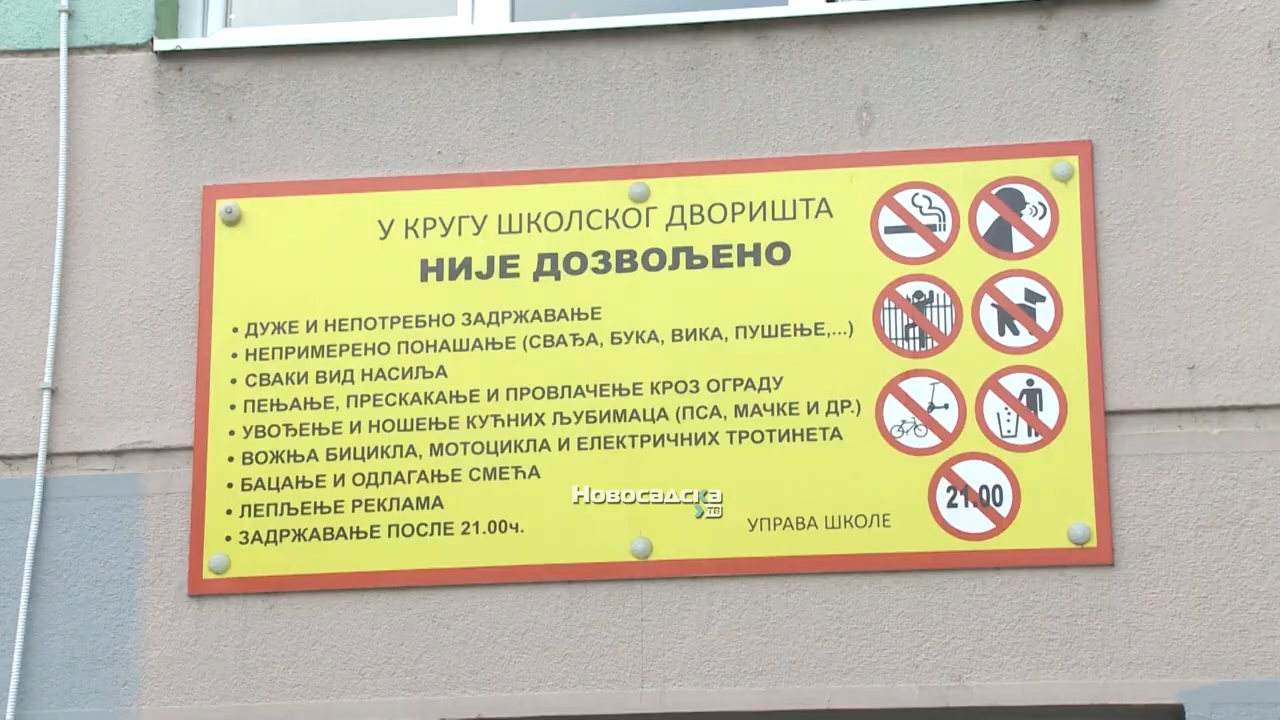 У КРУГУ ШКОЛСКОГ ДВОРИШТА
НИЈЕ ДОЗВОЉЕНО
• ДУЖЕ И НЕПОТРЕБНО ЗАДРЖАВАЊЕ
• НЕПРИМЕРЕНО ПОНАШАЊЕ (СВАЂА, БУКА, ВИКА, ПУШЕЊЕ,...)
• СВАКИ ВИД НАСИЉА
• ПЕЊАЊЕ, ПРЕСКАКАЊЕ И ПРОВЛАЧЕЊЕ КРОЗ ОГРАДУ
• УВОЂЕЊЕ И НОШЕЊЕ КУЋНИХ ЉУБИМАЦА (ПСА, МАЧКЕ И ДР.)
• ВОЖЊА БИЦИКЛА, МОТОЦИКЛА И ЕЛЕКТРИЧНИХ ТРОТИНЕТА
• БАЦАЊЕ И ОДЛАГАЊЕ СМЕЋА
• ЛЕПЉЕЊЕ РЕКЛАМА
• ЗАДРЖАВАЊЕ ПОСЛЕ 21.00ч.
21.00
УПРАВА ШКОЛЕ
Новосадска
ТВ